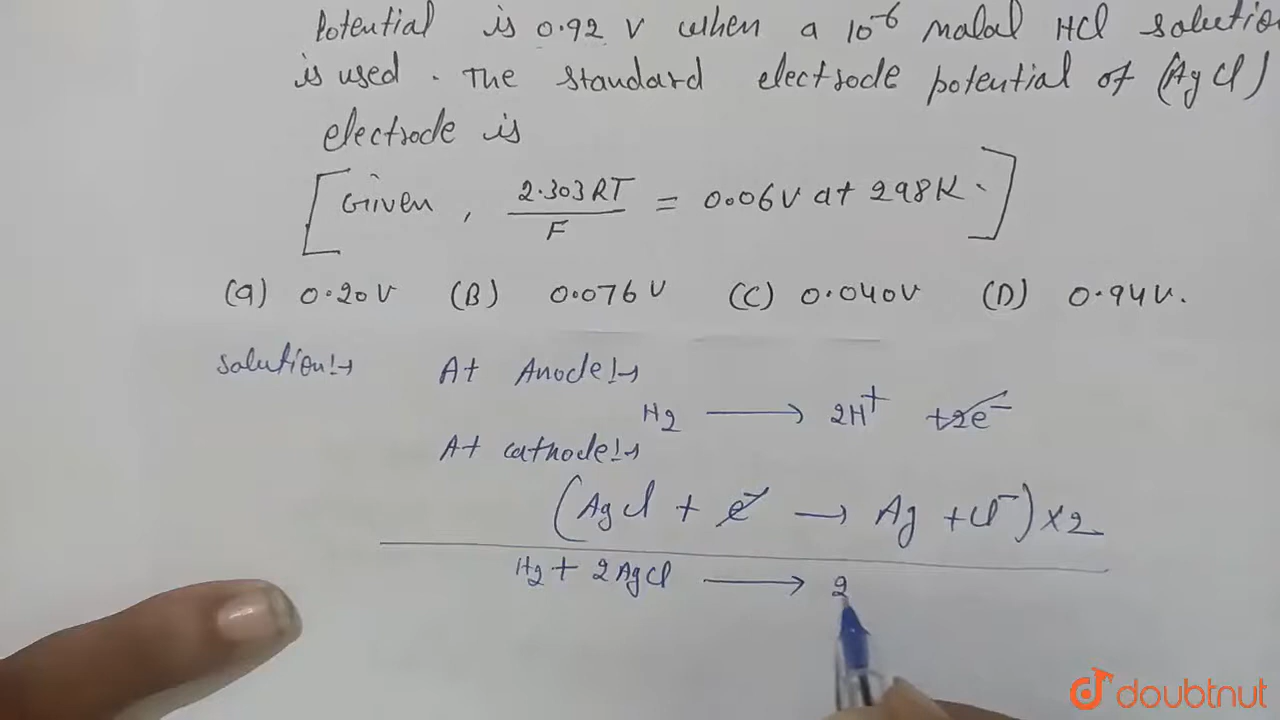 Potential is 0.92 V when a 10⁻⁶ malal HCl solution
is used. The standard electrode potential of (AgCl)
electrode is
[Given, 2.303RT/F = 0.06V at 298K.]
(a) 0.20V (B) 0.076V (C) 0.040V (D) 0.94V.
Solution:→ At Anode:→
H₂ ⟶ 2H⁺ +2e⁻
At cathode:→
(AgCl + e⁻ → Ag + Cl⁻) × 2
H₂ + 2AgCl ⟶ 2
doubtnut